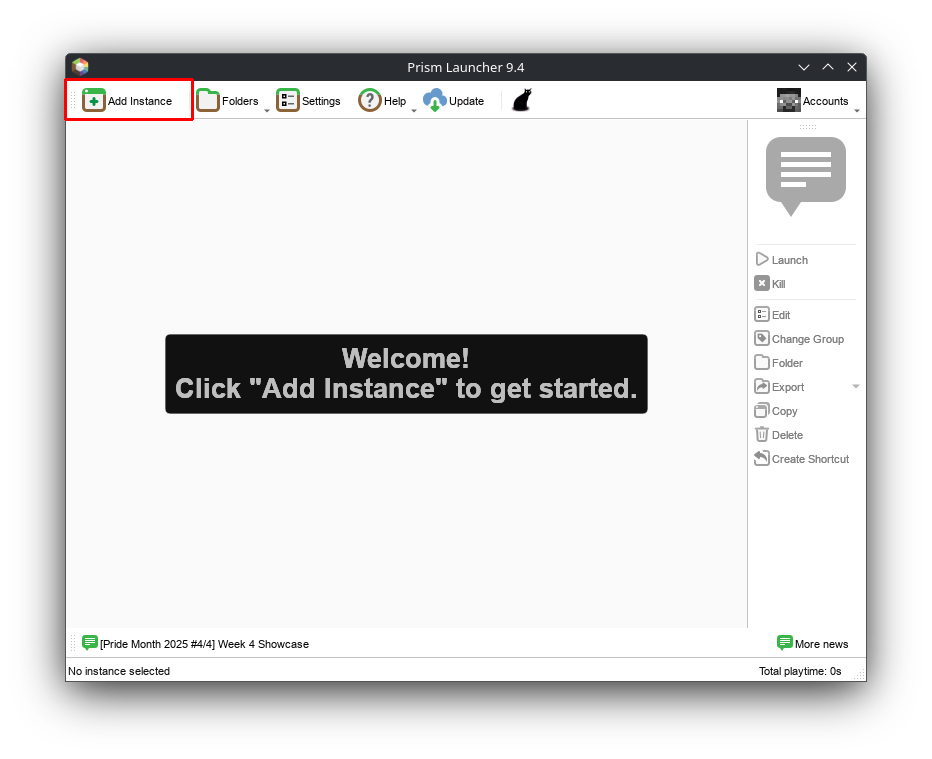 Prism Launcher 9.4
Add Instance Folders Settings Help Update Accounts
Welcome!
Click "Add Instance" to get started.
Launch
Kill
Edit
Change Group
Folder
Export
Copy
Delete
Create Shortcut
[Pride Month 2025 #4/4] Week 4 Showcase More news
No instance selected Total playtime: 0s